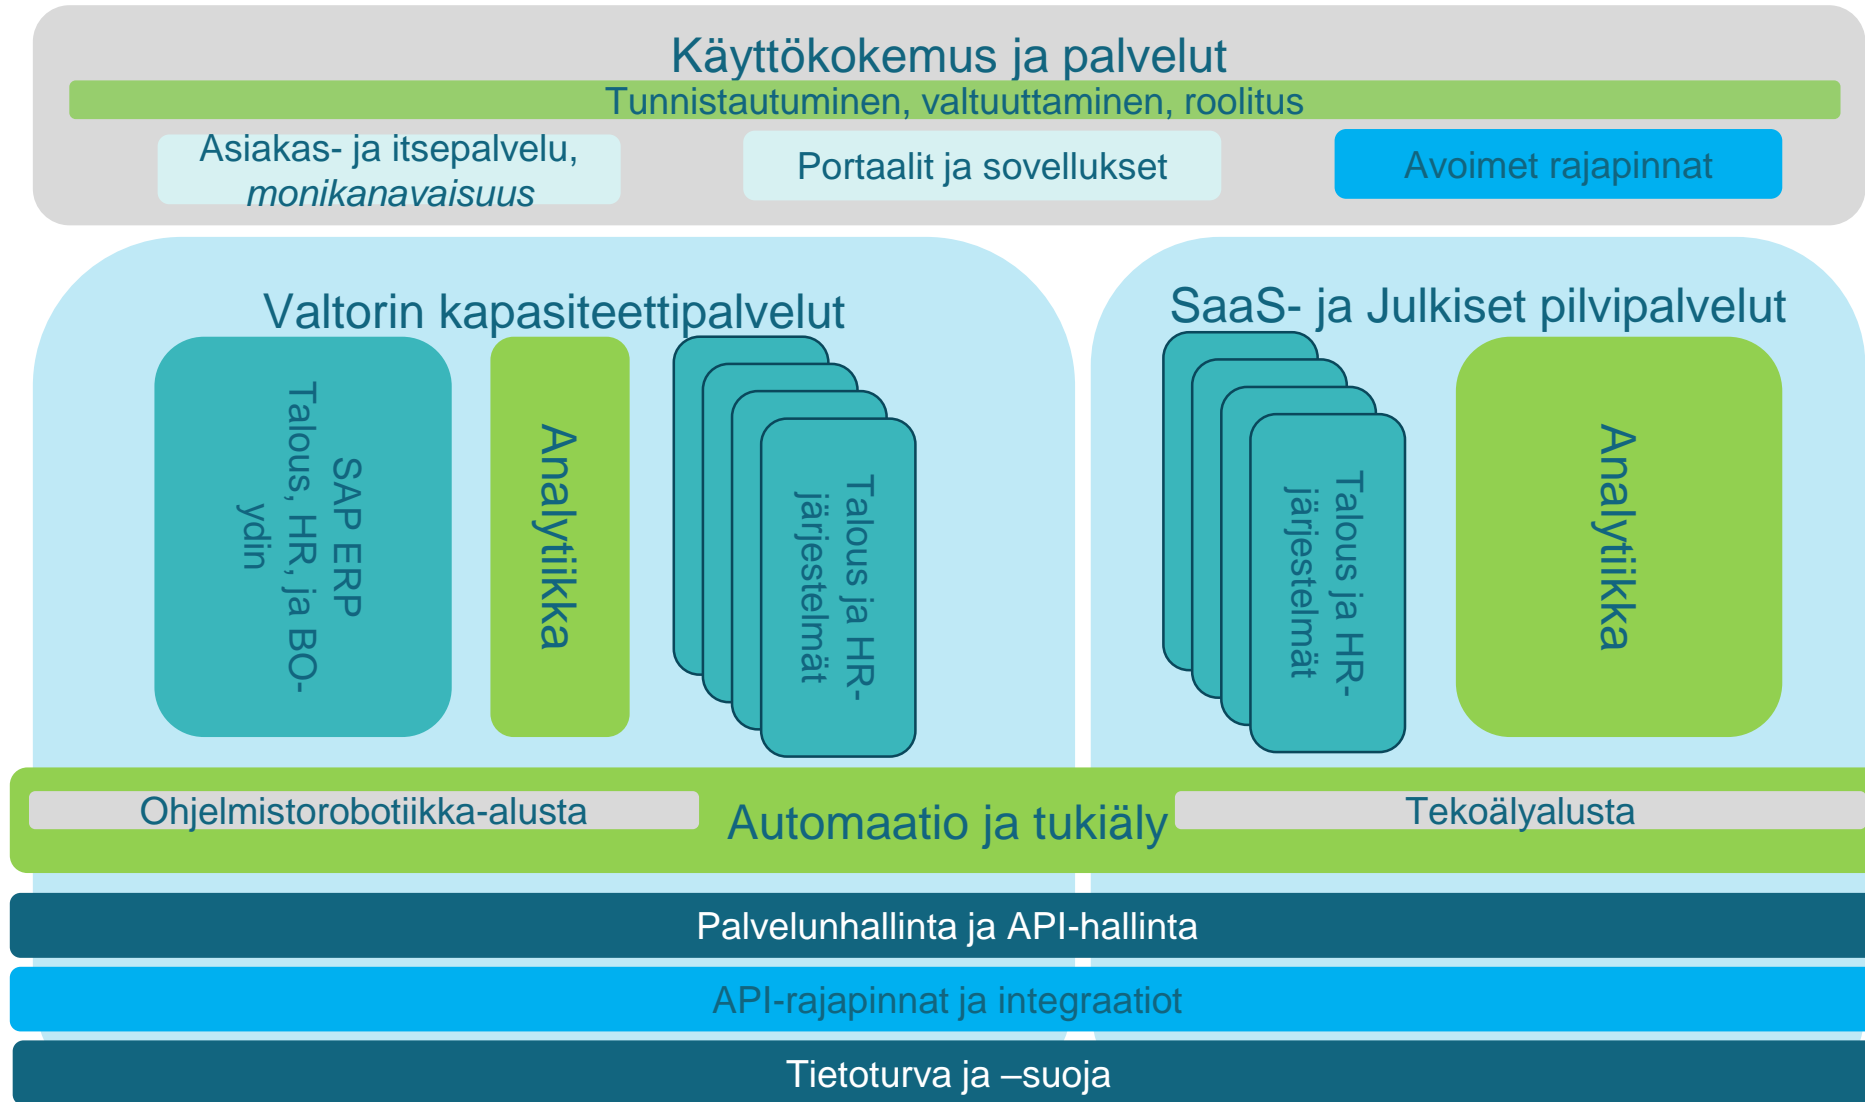 Käyttökokemus ja palvelut
Tunnistautuminen, valtuuttaminen, roolitus
Asiakas- ja itsepalvelu,
monikanavaisuus
Portaalit ja sovellukset
Avoimet rajapinnat
Valtorin kapasiteettipalvelut
SAP ERP
Talous, HR, ja BO-
ydin
Analytiikka
Talous ja HR-
järjestelmät
SaaS- ja Julkiset pilvipalvelut
Talous ja HR-
järjestelmät
Analytiikka
Ohjelmistorobotiikka-alusta
Automaatio ja tukiäly
Tekoälyalusta
Palvelunhallinta ja API-hallinta
API-rajapinnat ja integraatiot
Tietoturva ja –suoja